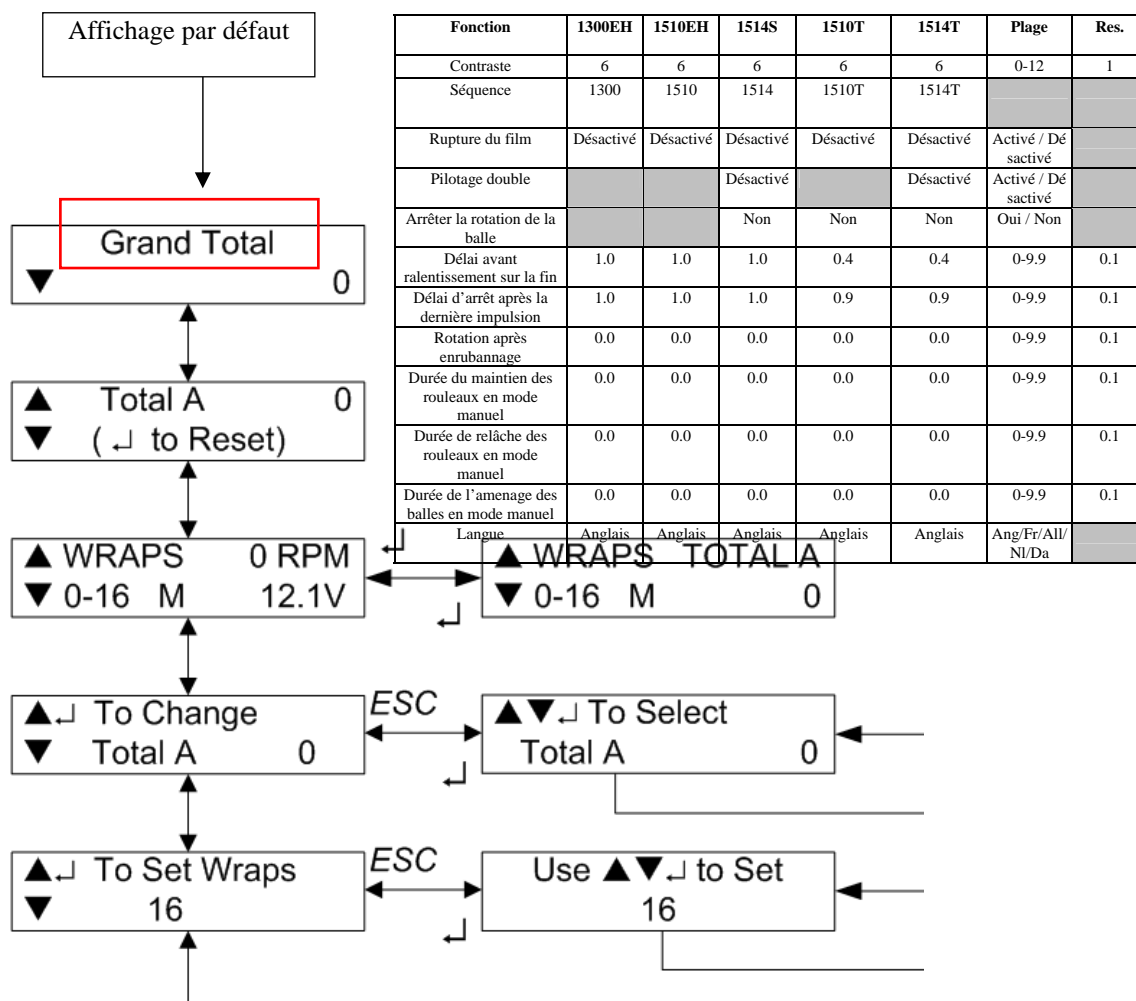 Affichage par défaut
Fonction 1300EH 1510EH 1514S 1510T 1514T Plage Res.
Contraste 6 6 6 6 6 0-12 1
Séquence 1300 1510 1514 1510T 1514T
Rupture du film Désactivé Désactivé Désactivé Désactivé Désactivé Activé / Dé
sactivé
Pilotage double Désactivé Désactivé Activé / Dé
sactivé
Arrêter la rotation de la Non Non Non Oui / Non
balle
Délai avant 1.0 1.0 1.0 0.4 0.4 0-9.9 0.1
ralentissement sur la fin
Délai d'arrêt après la 1.0 1.0 1.0 0.9 0.9 0-9.9 0.1
dernière impulsion
Rotation après 0.0 0.0 0.0 0.0 0.0 0-9.9 0.1
enrubannage
Durée du maintien des 0.0 0.0 0.0 0.0 0.0 0-9.9 0.1
rouleaux en mode
manuel
Durée de relâche des 0.0 0.0 0.0 0.0 0.0 0-9.9 0.1
rouleaux en mode
manuel
Durée de l'amenage des 0.0 0.0 0.0 0.0 0.0 0-9.9 0.1
balles en mode manuel
Langue Anglais Anglais Anglais Anglais Anglais Ang/Fr/All/
Nl/Da
Grand Total
▼ 0
▲ Total A 0
▼ (↵ to Reset)
▲ WRAPS 0 RPM ↵
▼ 0-16 M 12.1V
▲ WRAPS TOTAL A
▼ 0-16 M 0
↵
▲↵ To Change
▼ Total A 0
ESC
↵
▲▼↵ To Select
Total A 0
▲↵ To Set Wraps
▼ 16
ESC
↵
Use ▲▼↵ to Set
16